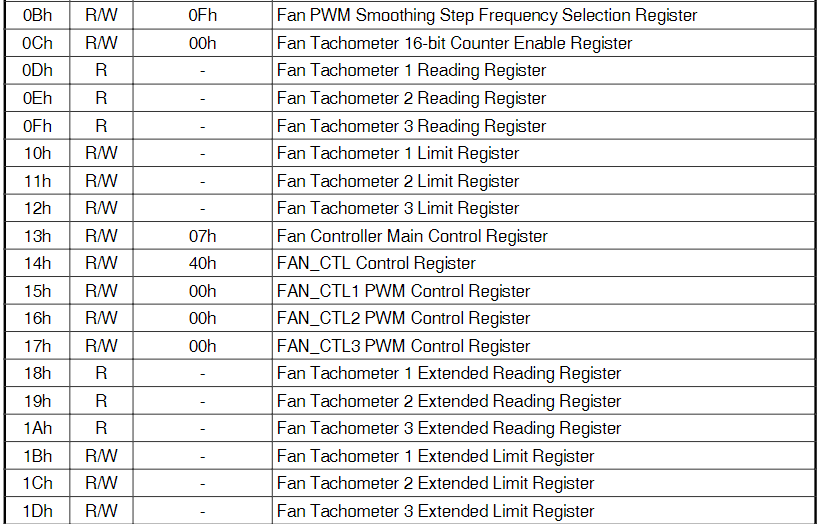 0Bh R/W 0Fh Fan PWM Smoothing Step Frequency Selection Register
0Ch R/W 00h Fan Tachometer 16-bit Counter Enable Register
0Dh R - Fan Tachometer 1 Reading Register
0Eh R - Fan Tachometer 2 Reading Register
0Fh R - Fan Tachometer 3 Reading Register
10h R/W - Fan Tachometer 1 Limit Register
11h R/W - Fan Tachometer 2 Limit Register
12h R/W - Fan Tachometer 3 Limit Register
13h R/W 07h Fan Controller Main Control Register
14h R/W 40h FAN_CTL Control Register
15h R/W 00h FAN_CTL1 PWM Control Register
16h R/W 00h FAN_CTL2 PWM Control Register
17h R/W 00h FAN_CTL3 PWM Control Register
18h R - Fan Tachometer 1 Extended Reading Register
19h R - Fan Tachometer 2 Extended Reading Register
1Ah R - Fan Tachometer 3 Extended Reading Register
1Bh R/W - Fan Tachometer 1 Extended Limit Register
1Ch R/W - Fan Tachometer 2 Extended Limit Register
1Dh R/W - Fan Tachometer 3 Extended Limit Register